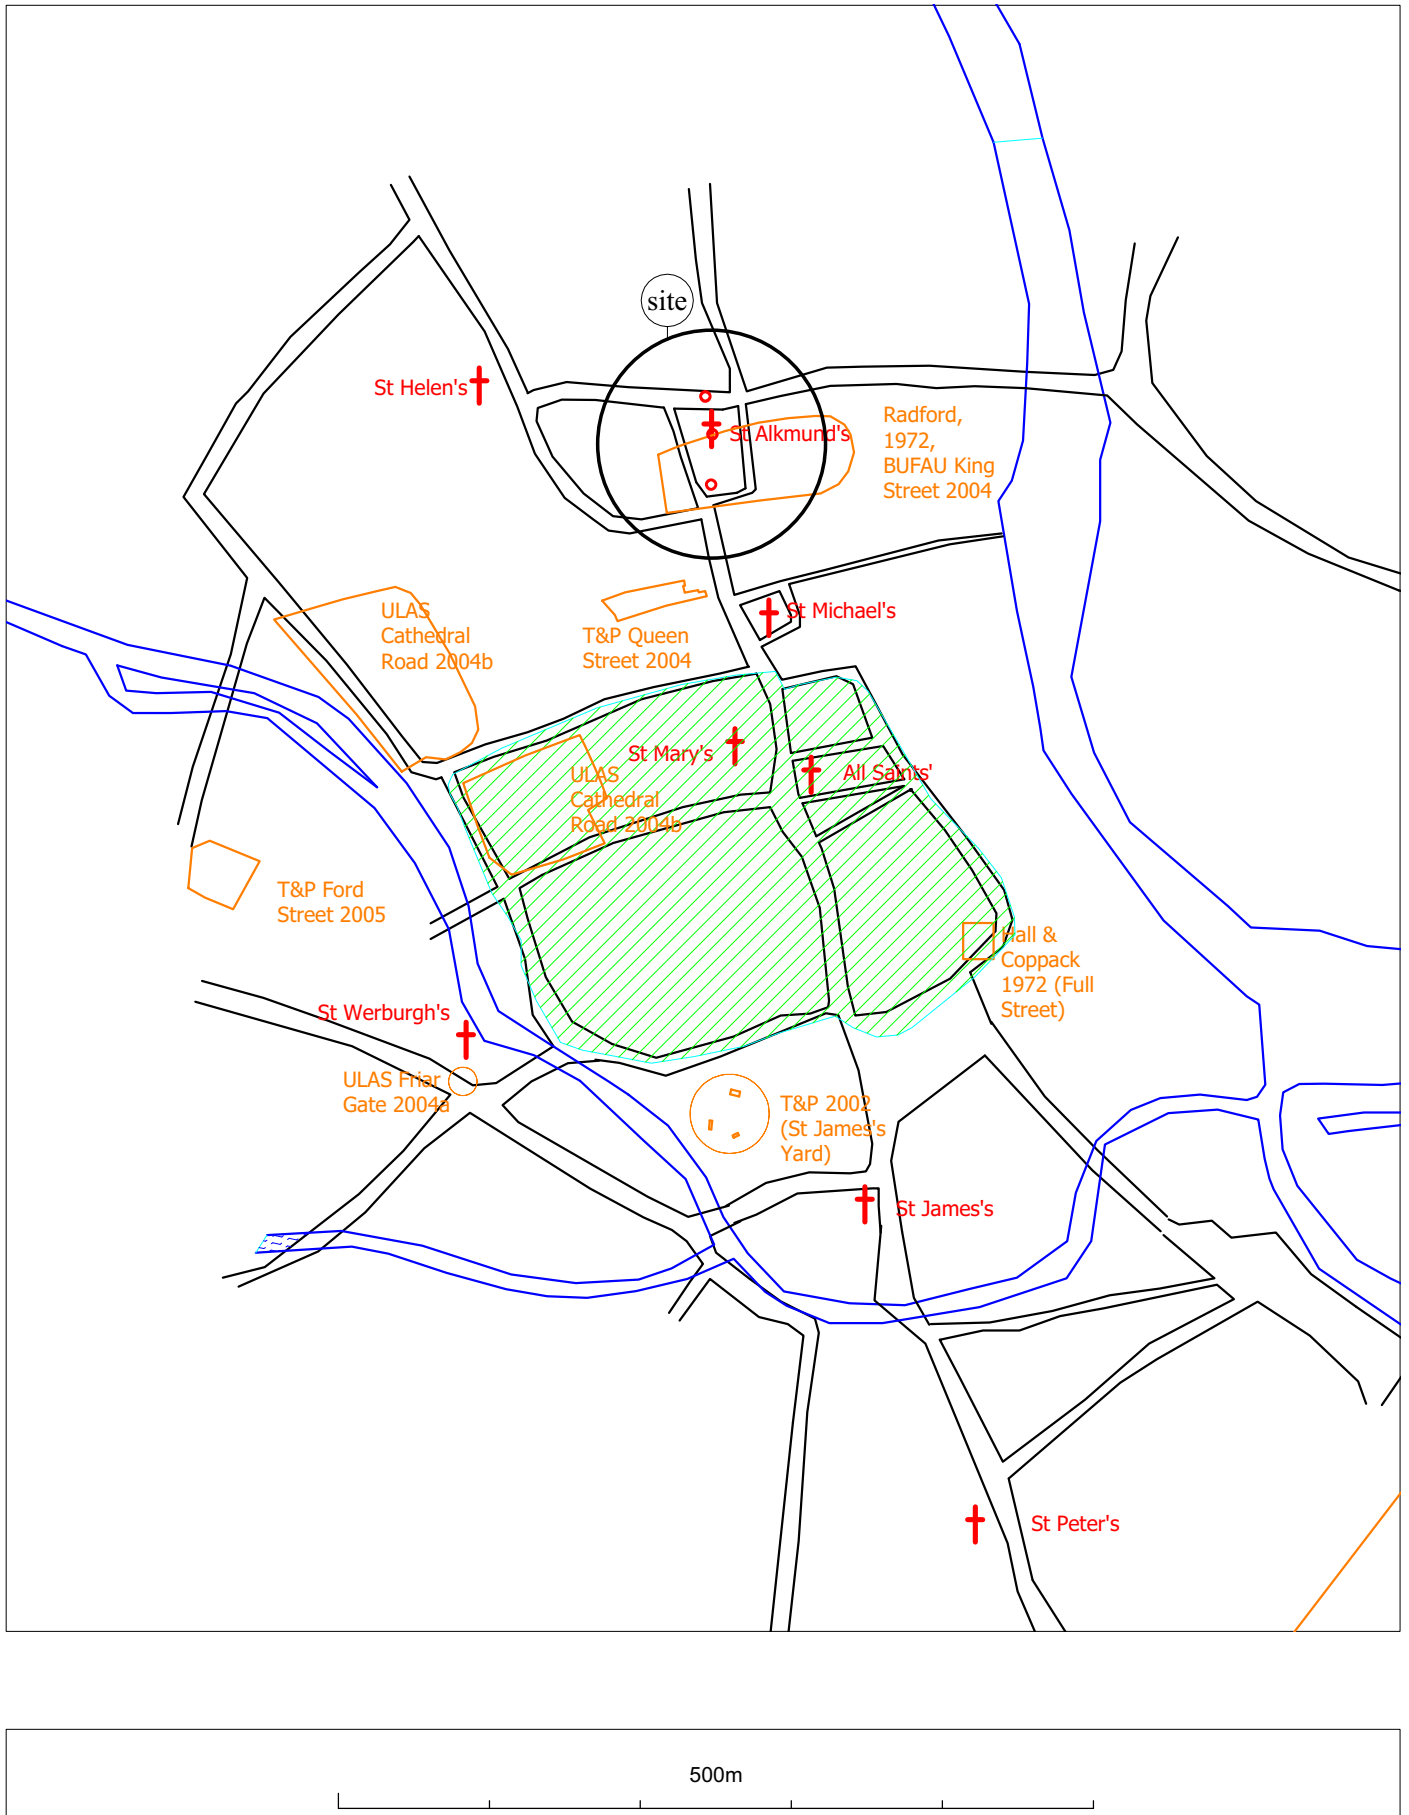 site
St Helen's
St Alkmund's
Radford,
1972,
BUFAU King
Street 2004
ULAS
Cathedral
Road 2004b
T&P Queen
Street 2004
St Michael's
St Mary's
All Saints'
ULAS
Cathedral
Road 2004b
T&P Ford
Street 2005
Hall &
Coppack
1972 (Full
Street)
St Werburgh's
ULAS Friar
Gate 2004a
T&P 2002
(St James's
Yard)
St James's
St Peter's
500m